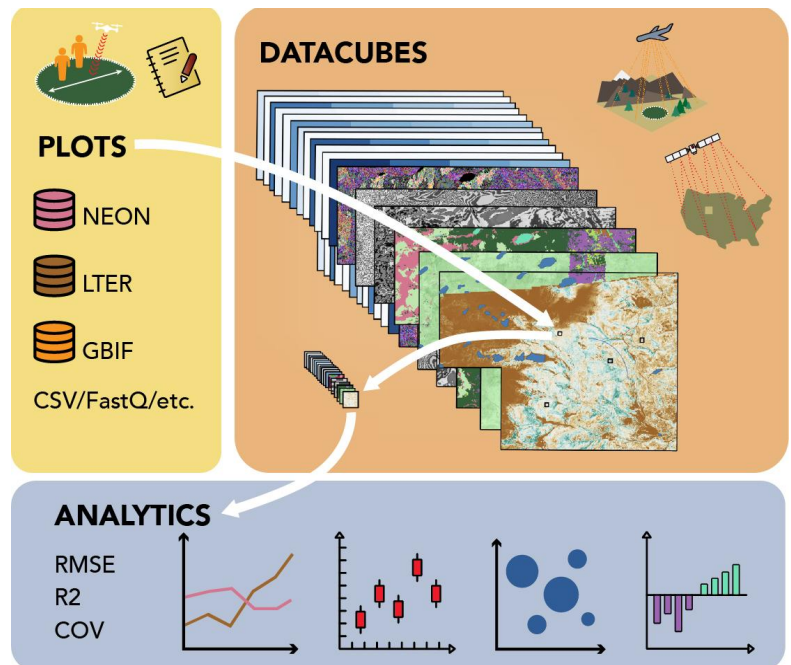 PLOTS
NEON
LTER
GBIF
CSV/FastQ/etc.
DATACUBES
ANALYTICS
RMSE
R2
COV